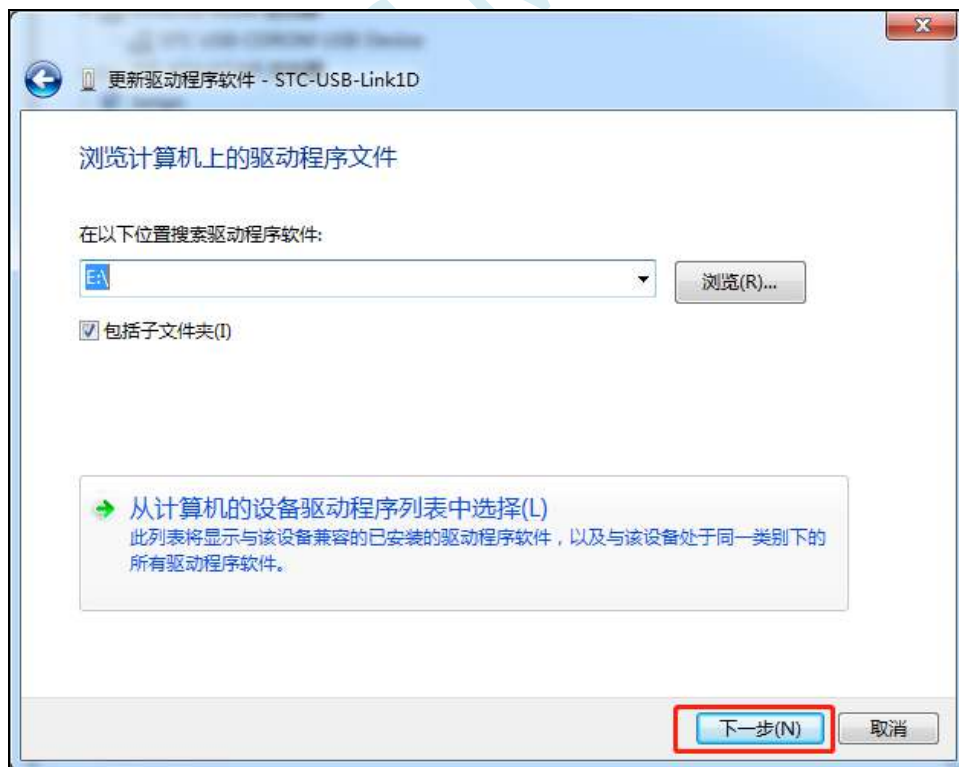 更新驱动程序软件 - STC-USB-Link1D
浏览计算机上的驱动程序文件
在以下位置搜索驱动程序软件:
E:\
浏览(R)...
包括子文件夹(I)
从计算机的设备驱动程序列表中选择(L)
此列表将显示与该设备兼容的已安装的驱动程序软件，以及与该设备处于同一类别下的
所有驱动程序软件。
下一步(N)
取消